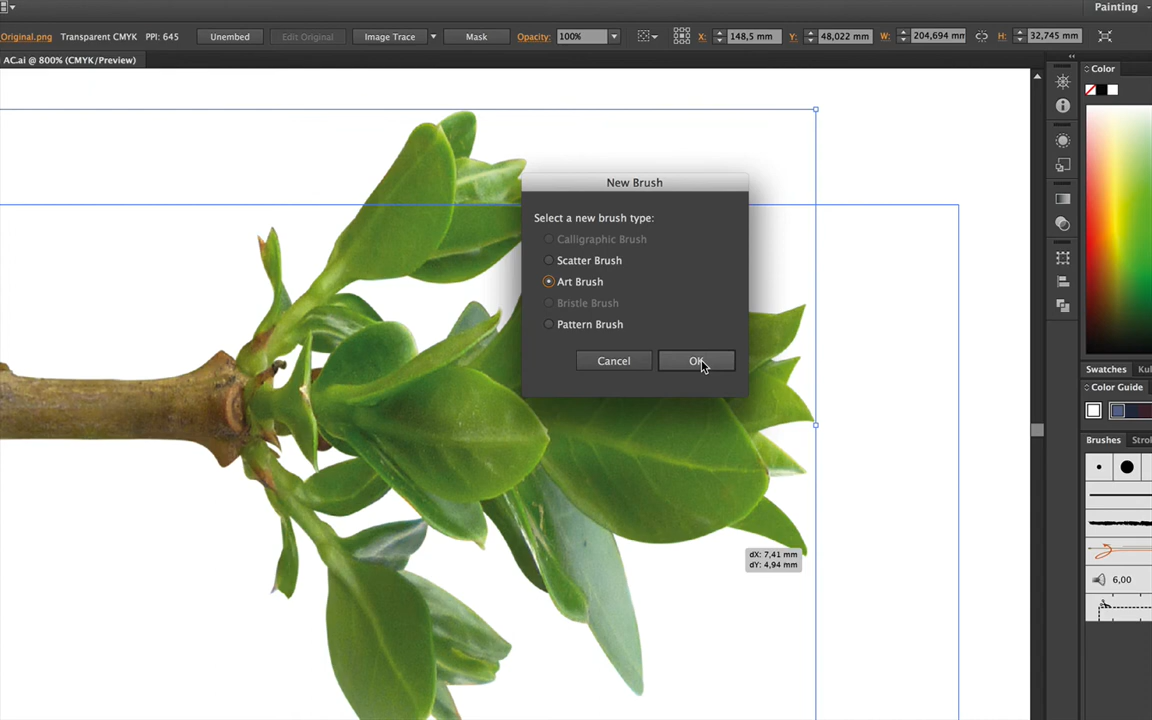 Painting
Original.png Transparent CMYK PPI: 645 Unembed Edit Original Image Trace Mask Opacity: 100% X: 148,5 mm Y: 48,022 mm W: 204,694 mm H: 32,745 mm
AC.ai @ 800% (CMYK/Preview)
Color
New Brush
Select a new brush type:
Calligraphic Brush
Scatter Brush
Art Brush
Bristle Brush
Pattern Brush
Cancel OK
Swatches Kul
Color Guide
Brushes Stro
dX: 7,41 mm
dY: 4,94 mm
6,00